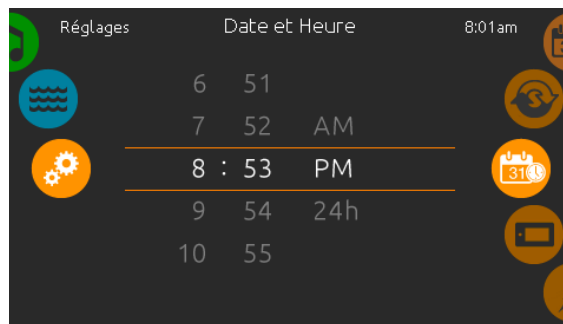 Réglages Date et Heure 8:01am
6 51
7 52 AM
8 : 53 PM
31
9 54 24h
10 55